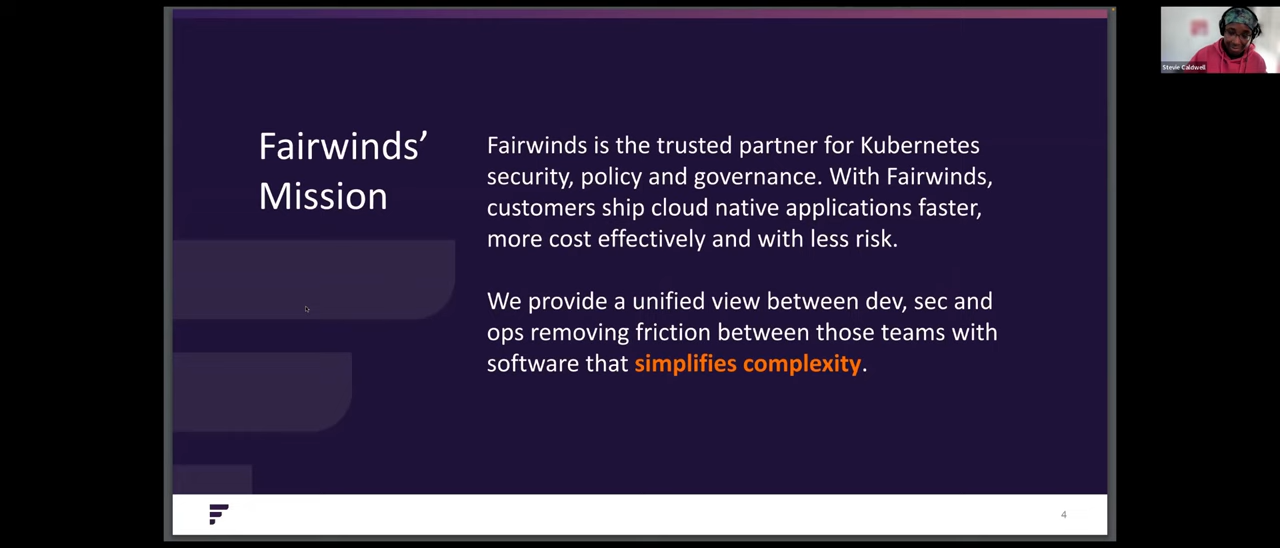 Fairwinds’
Mission
Fairwinds is the trusted partner for Kubernetes
security, policy and governance. With Fairwinds,
customers ship cloud native applications faster,
more cost effectively and with less risk.
We provide a unified view between dev, sec and
ops removing friction between those teams with
software that simplifies complexity.
4
Stevie Caldwell